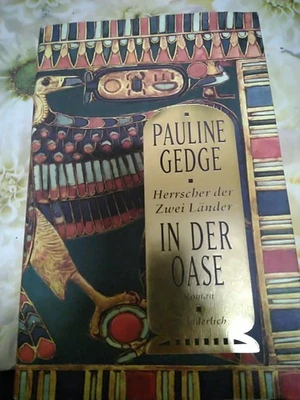 PAULINE
GEDGE
Herrscher der
Zwei Länder
IN DER
OASE
Roman